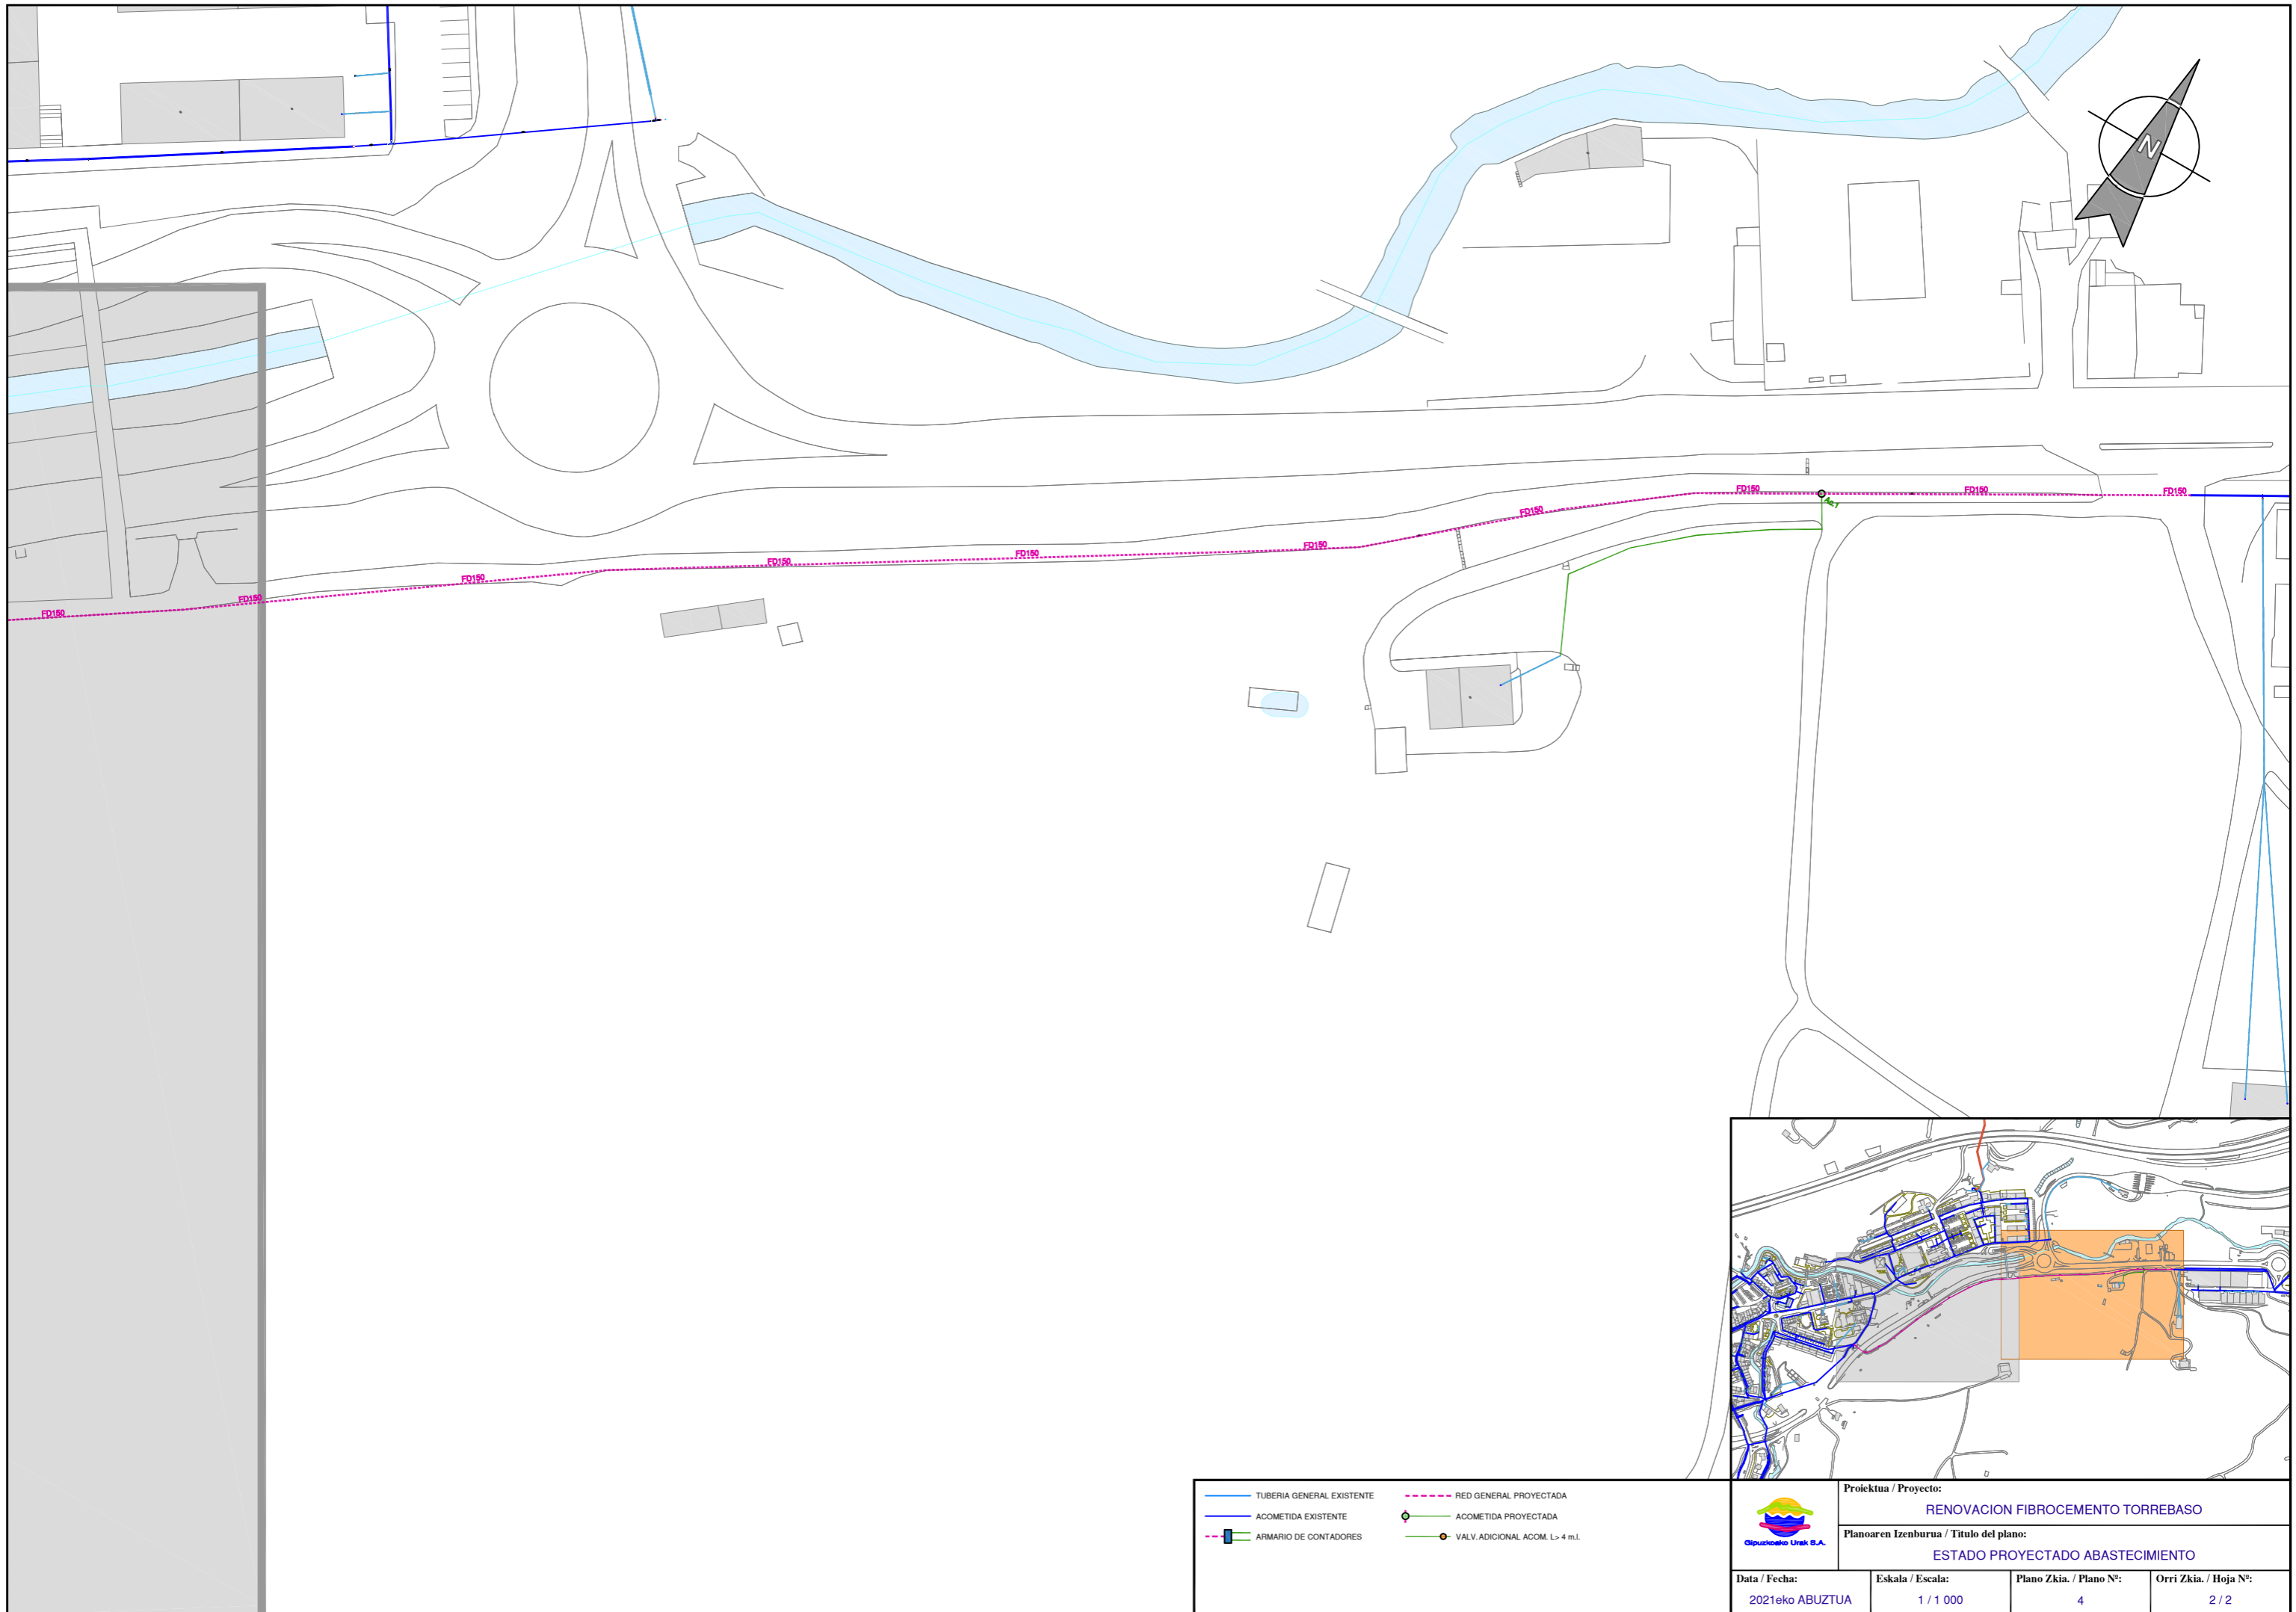 N
FD150
FD150
FD150
FD150
Ac.1
FD150
FD150
FD150
FD150
FD150
FD150
TUBERIA GENERAL EXISTENTE
RED GENERAL PROYECTADA
ACOMETIDA EXISTENTE
ACOMETIDA PROYECTADA
ARMARIO DE CONTADORES
VALV. ADICIONAL ACOM. L> 4 m.l.
Gipuzkoako Urak S.A.
Proiektua / Proyecto:
RENOVACION FIBROCEMENTO TORREBASO
Planoaren Izenburua / Titulo del plano:
ESTADO PROYECTADO ABASTECIMIENTO
Data / Fecha:
2021eko ABUZTUA
Eskala / Escala:
1 / 1 000
Plano Zkia. / Plano Nº:
4
Orri Zkia. / Hoja Nº:
2 / 2